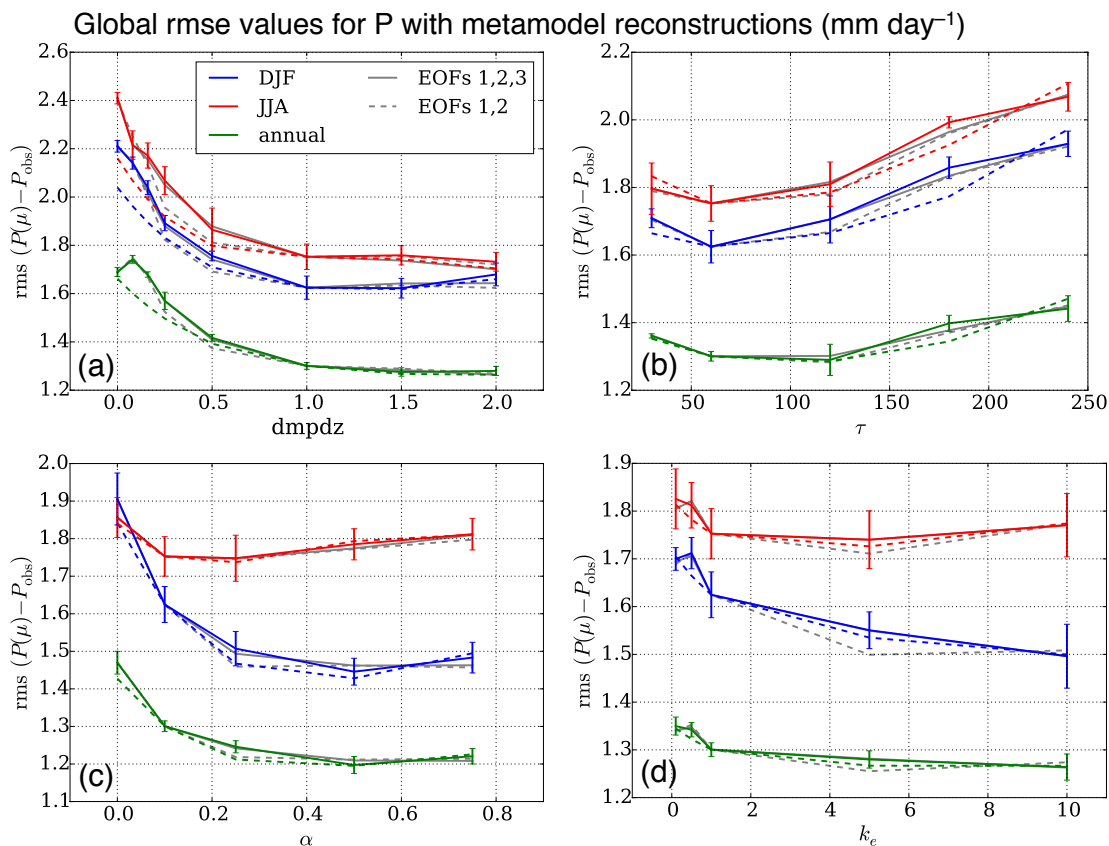 Global rmse values for P with metamodel reconstructions (mm day⁻¹)
2.6
2.4
2.2
2.0
1.8
1.6
1.4
1.2
rms (P(μ)−P_obs)
DJF
JJA
annual
EOFs 1,2,3
EOFs 1,2
(a)
0.0 0.5 1.0 1.5 2.0
dmpdz
2.2
2.0
1.8
1.6
1.4
1.2
rms (P(μ)−P_obs)
(b)
50 100 150 200 250
τ
2.0
1.9
1.8
1.7
1.6
1.5
1.4
1.3
1.2
1.1
rms (P(μ)−P_obs)
(c)
0.0 0.2 0.4 0.6 0.8
α
1.9
1.8
1.7
1.6
1.5
1.4
1.3
1.2
rms (P(μ)−P_obs)
(d)
0 2 4 6 8 10
k_e